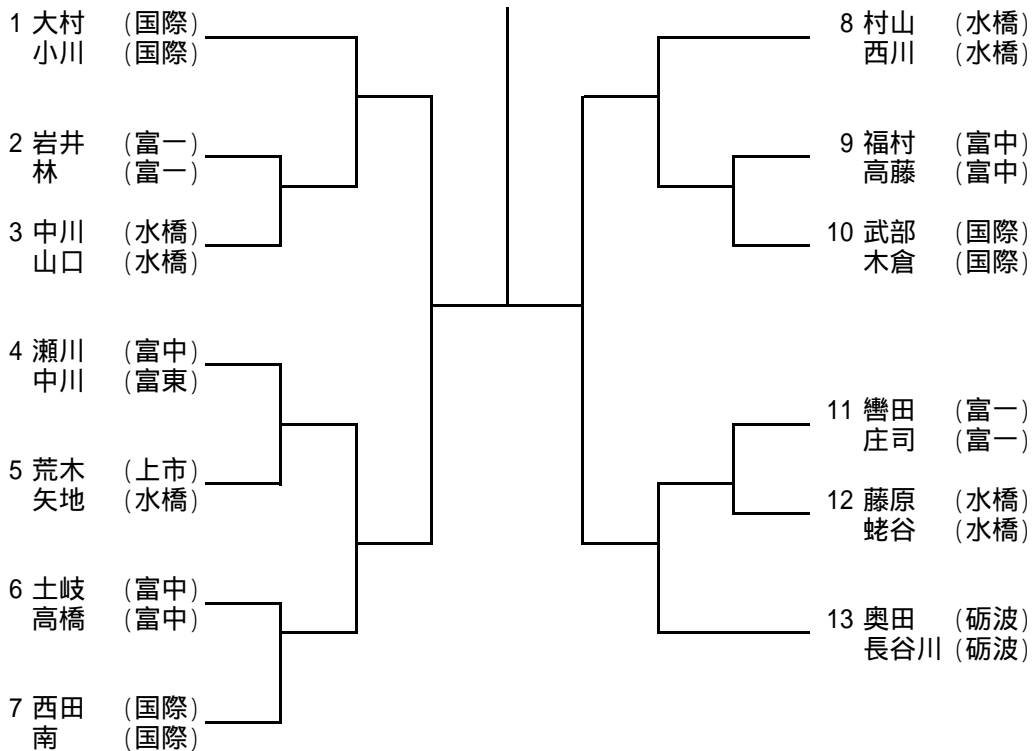 1 大村 (国際)
小川 (国際)
2 岩井 (富一)
林 (富一)
3 中川 (水橋)
山口 (水橋)
4 瀬川 (富中)
中川 (富東)
5 荒木 (上市)
矢地 (水橋)
6 土岐 (富中)
高橋 (富中)
7 西田 (国際)
南 (国際)
8 村山 (水橋)
西川 (水橋)
9 福村 (富中)
高藤 (富中)
10 武部 (国際)
木倉 (国際)
11 轡田 (富一)
庄司 (富一)
12 藤原 (水橋)
蛯谷 (水橋)
13 奥田 (砺波)
長谷川 (砺波)